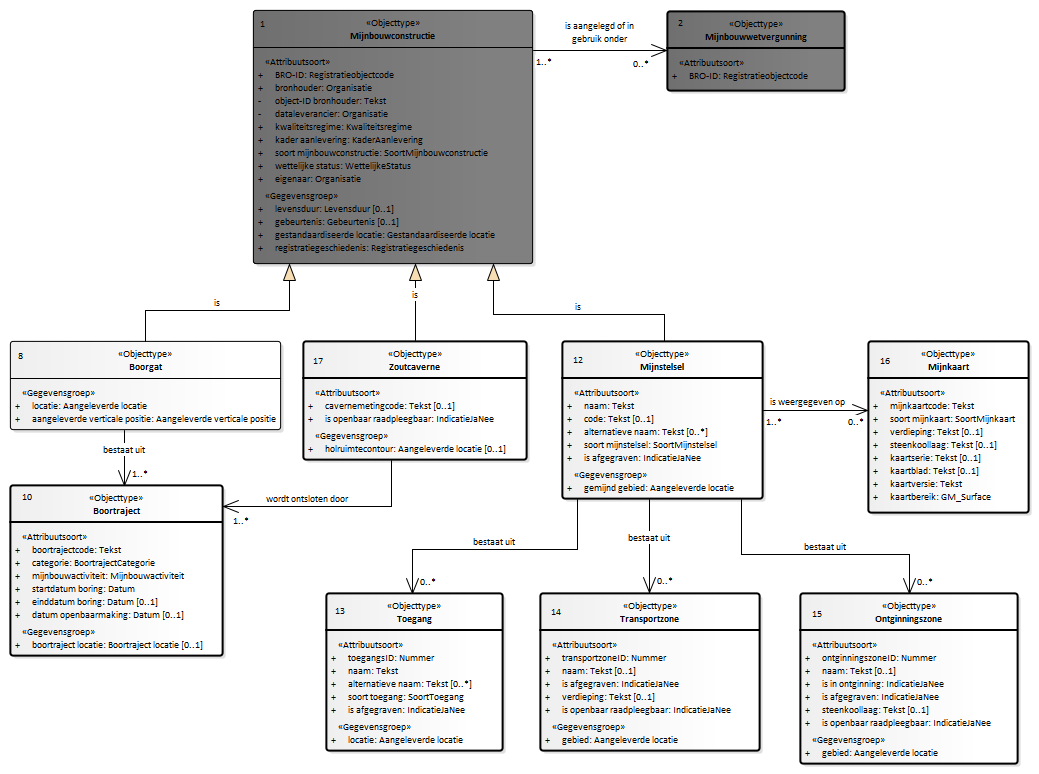 1
«Objecttype»
Mijnbouwconstructie
«Attribuutsoort»
+ BRO-ID: Registratieobjectcode
+ bronhouder: Organisatie
- object-ID bronhouder: Tekst
- dataleverancier: Organisatie
+ kwaliteitsregime: Kwaliteitsregime
+ kader aanlevering: KaderAanlevering
+ soort mijnbouwconstructie: SoortMijnbouwconstructie
+ wettelijke status: WettelijkeStatus
+ eigenaar: Organisatie
«Gegevensgroep»
+ levensduur: Levensduur [0..1]
+ gebeurtenis: Gebeurtenis [0..1]
+ gestandaardiseerde locatie: Gestandaardiseerde locatie
+ registratiegeschiedenis: Registratiegeschiedenis
is aangelegd of in
gebruik onder
1..*
0..*
2
«Objecttype»
Mijnbouwwetvergunning
«Attribuutsoort»
+ BRO-ID: Registratieobjectcode
is
is
is
8
«Objecttype»
Boorgat
«Gegevensgroep»
+ locatie: Aangeleverde locatie
+ aangeleverde verticale positie: Aangeleverde verticale positie
17
«Objecttype»
Zoutcaverne
«Attribuutsoort»
+ cavernemetingcode: Tekst [0..1]
+ is openbaar raadpleegbaar: IndicatieJaNee
«Gegevensgroep»
+ holruimtecontour: Aangeleverde locatie [0..1]
12
«Objecttype»
Mijnstelsel
«Attribuutsoort»
+ naam: Tekst
+ code: Tekst [0..1]
+ alternatieve naam: Tekst [0..*]
+ soort mijnstelsel: SoortMijnstelsel
+ is afgegraven: IndicatieJaNee
«Gegevensgroep»
+ gemijnd gebied: Aangeleverde locatie
is weergegeven op
1..*
0..*
16
«Objecttype»
Mijnkaart
«Attribuutsoort»
+ mijnkaartcode: Tekst
+ soort mijnkaart: SoortMijnkaart
+ verdieping: Tekst [0..1]
+ steenkoollaag: Tekst [0..1]
+ kaartserie: Tekst [0..1]
+ kaartblad: Tekst [0..1]
+ kaartversie: Tekst
+ kaartbereik: GM_Surface
bestaat uit
1..*
wordt ontsloten door
1..*
10
«Objecttype»
Boortraject
«Attribuutsoort»
+ boortrajectcode: Tekst
+ categorie: BoortrajectCategorie
+ mijnbouwactiviteit: Mijnbouwactiviteit
+ startdatum boring: Datum
+ einddatum boring: Datum [0..1]
+ datum openbaarmaking: Datum [0..1]
«Gegevensgroep»
+ boortraject locatie: Boortraject locatie [0..1]
bestaat uit
0..*
bestaat uit
0..*
bestaat uit
0..*
13
«Objecttype»
Toegang
«Attribuutsoort»
+ toegangsID: Nummer
+ naam: Tekst
+ alternatieve naam: Tekst [0..*]
+ soort toegang: SoortToegang
+ is afgegraven: IndicatieJaNee
«Gegevensgroep»
+ locatie: Aangeleverde locatie
14
«Objecttype»
Transportzone
«Attribuutsoort»
+ transportzoneID: Nummer
+ naam: Tekst [0..1]
+ is afgegraven: IndicatieJaNee
+ verdieping: Tekst [0..1]
+ is openbaar raadpleegbaar: IndicatieJaNee
«Gegevensgroep»
+ gebied: Aangeleverde locatie
15
«Objecttype»
Ontginningszone
«Attribuutsoort»
+ ontginningszoneID: Nummer
+ naam: Tekst [0..1]
+ is in ontginning: IndicatieJaNee
+ is afgegraven: IndicatieJaNee
+ steenkoollaag: Tekst [0..1]
+ is openbaar raadpleegbaar: IndicatieJaNee
«Gegevensgroep»
+ gebied: Aangeleverde locatie